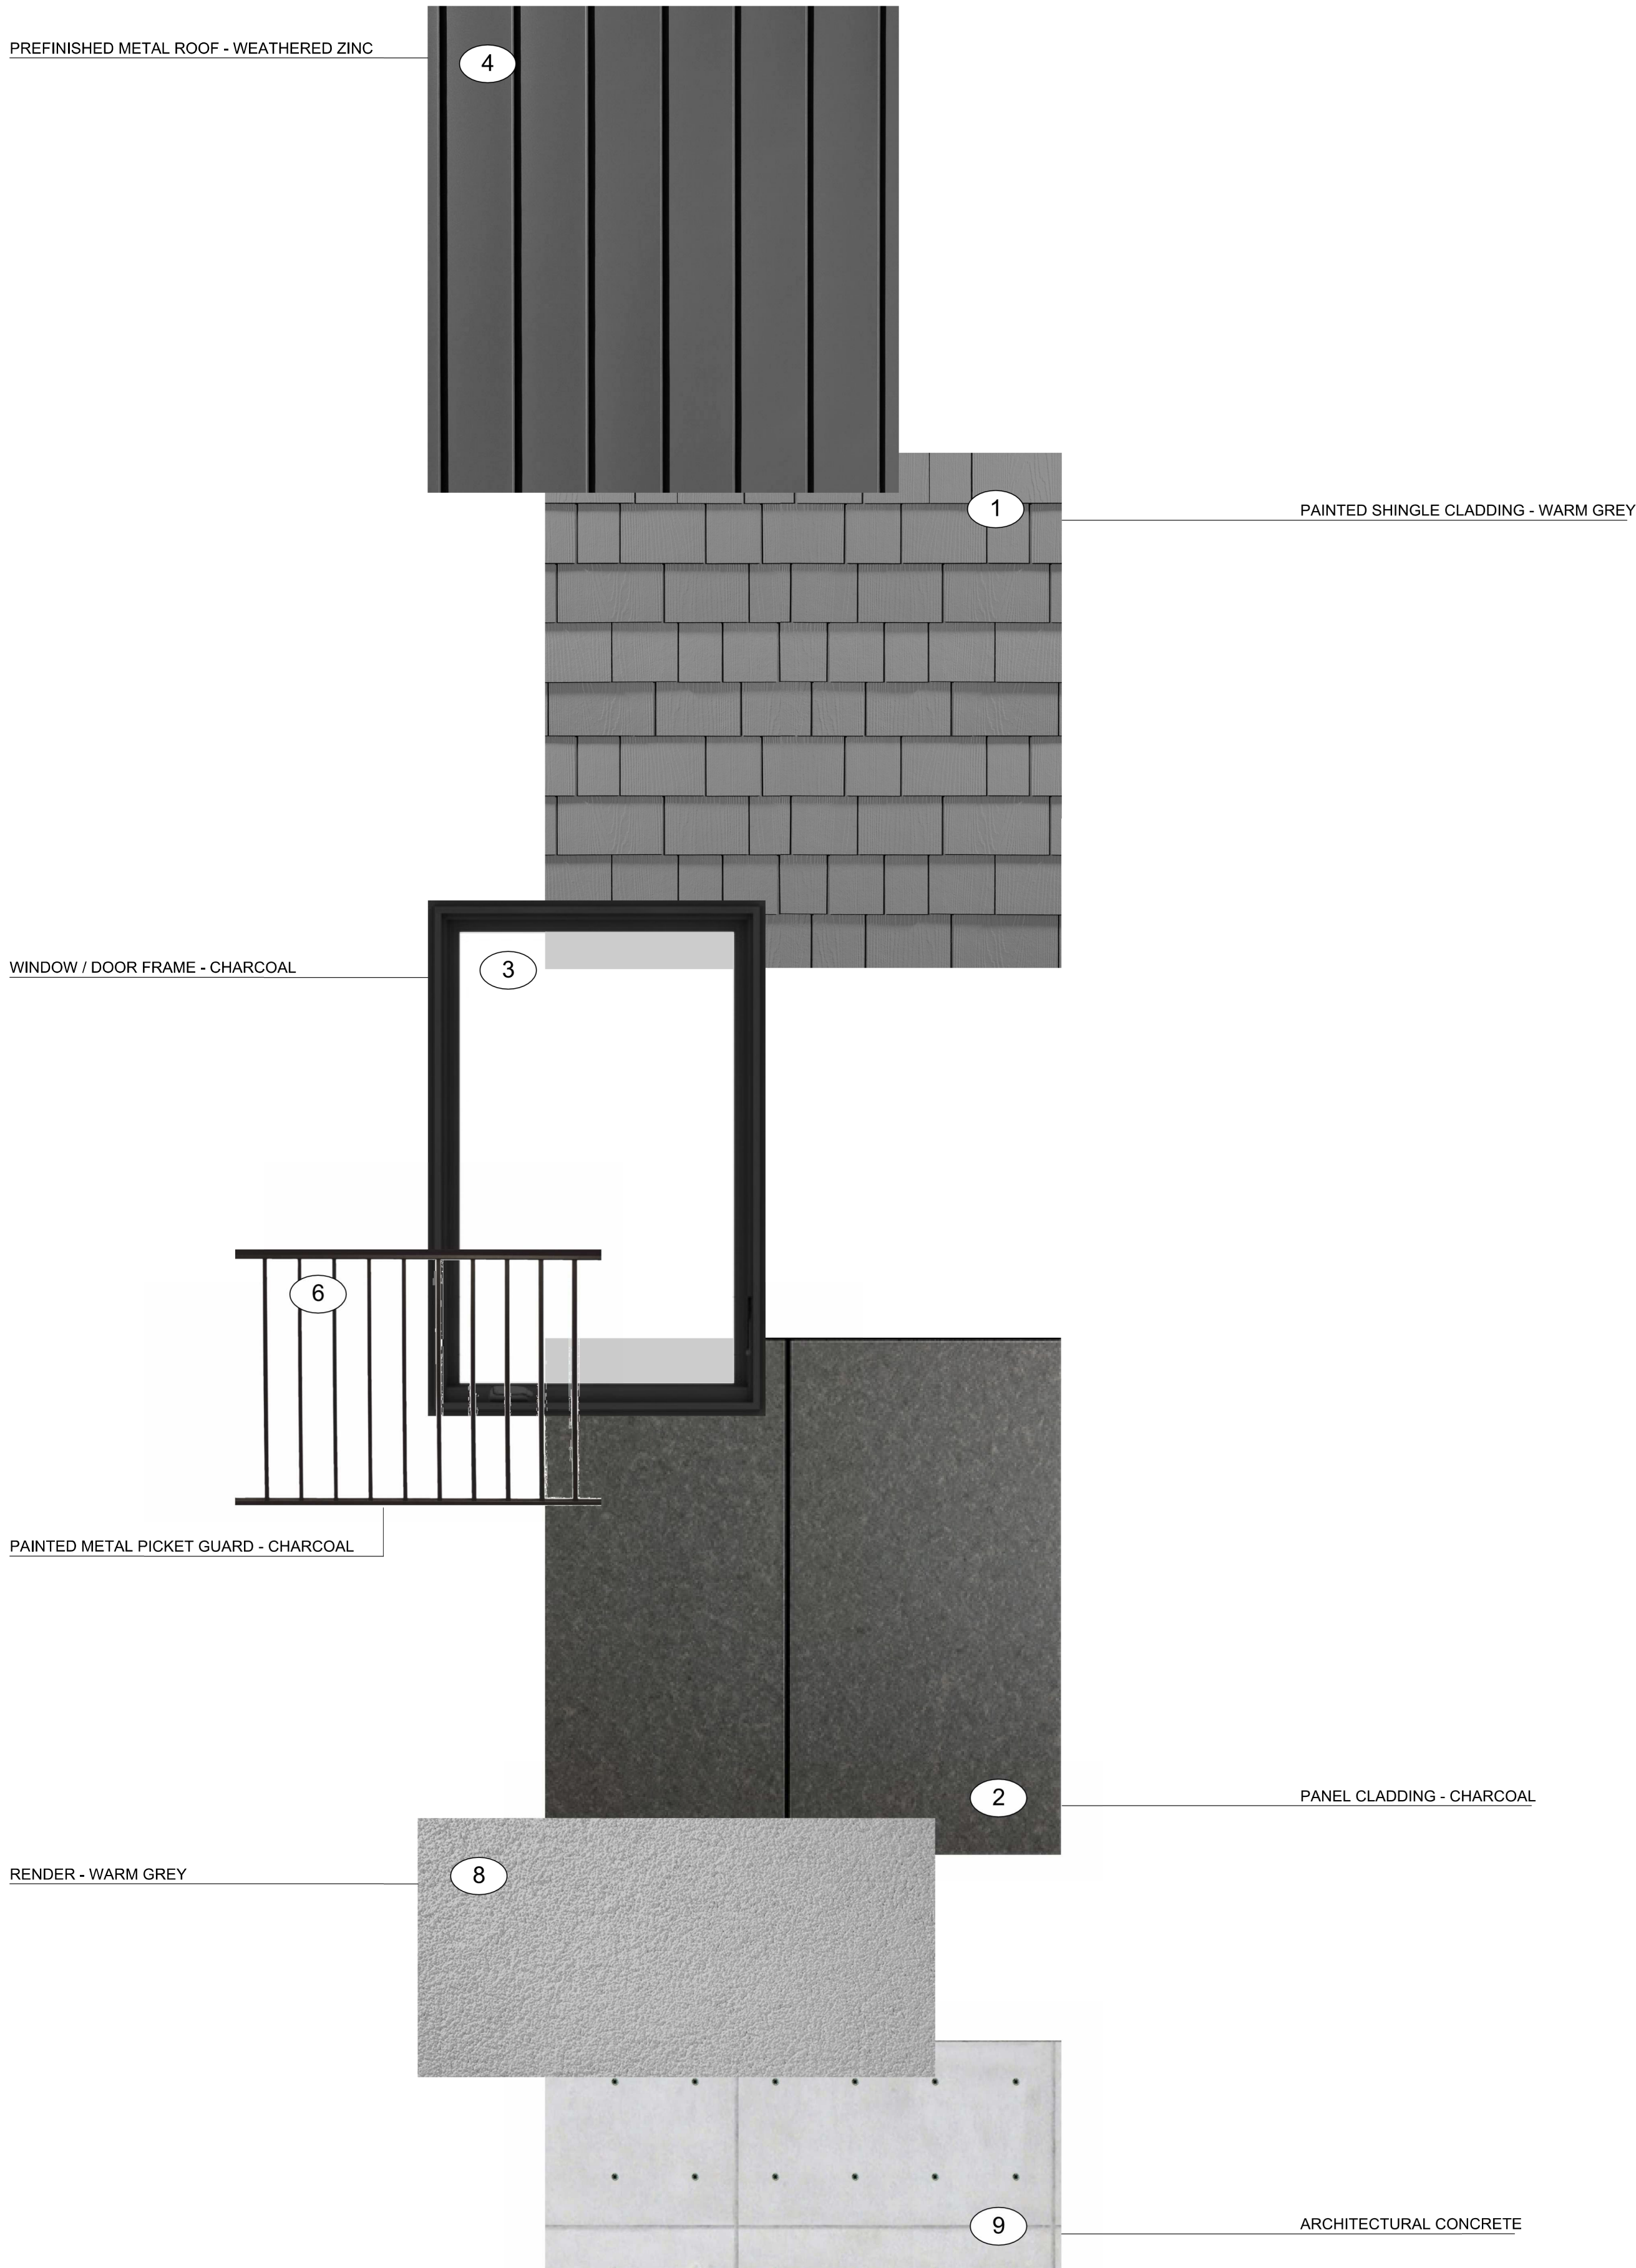 PREFINISHED METAL ROOF - WEATHERED ZINC
4
1
PAINTED SHINGLE CLADDING - WARM GREY
WINDOW / DOOR FRAME - CHARCOAL
3
6
PAINTED METAL PICKET GUARD - CHARCOAL
2
PANEL CLADDING - CHARCOAL
RENDER - WARM GREY
8
9
ARCHITECTURAL CONCRETE